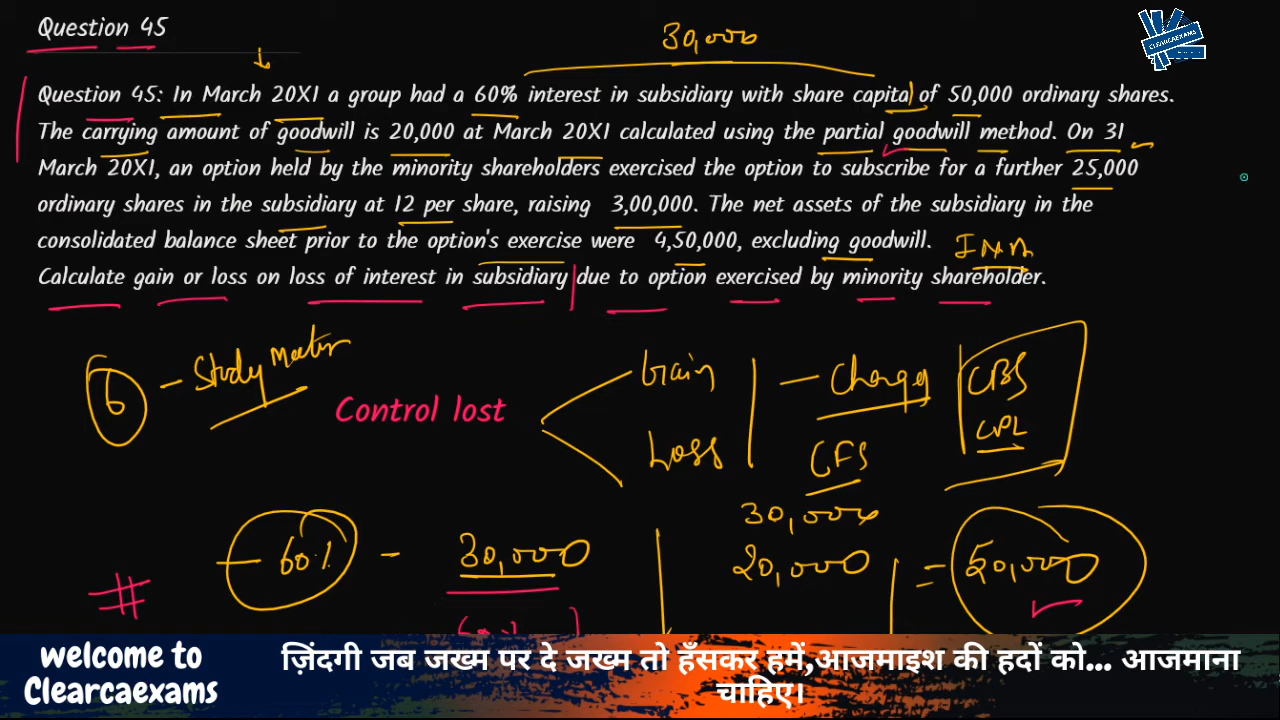 Question 45
30,000
CLEARCAEXAMS
Question 45: In March 20X1 a group had a 60% interest in subsidiary with share capital of 50,000 ordinary shares.
The carrying amount of goodwill is 20,000 at March 20X1 calculated using the partial goodwill method. On 31
March 20X1, an option held by the minority shareholders exercised the option to subscribe for a further 25,000
ordinary shares in the subsidiary at 12 per share, raising 3,00,000. The net assets of the subsidiary in the
consolidated balance sheet prior to the option's exercise were 4,50,000, excluding goodwill.
Calculate gain or loss on loss of interest in subsidiary due to option exercised by minority shareholder.
6 - Study
Control lost
Gain
Loss
CFS
CBS
CPL
60% - 30,000
30,000
20,000 = 50,000
#
welcome to
Clearcaexams
ज़िंदगी जब जख्म पर दे जख्म तो हँसकर हमें,आजमाइश की हदों को... आजमाना
चाहिए।